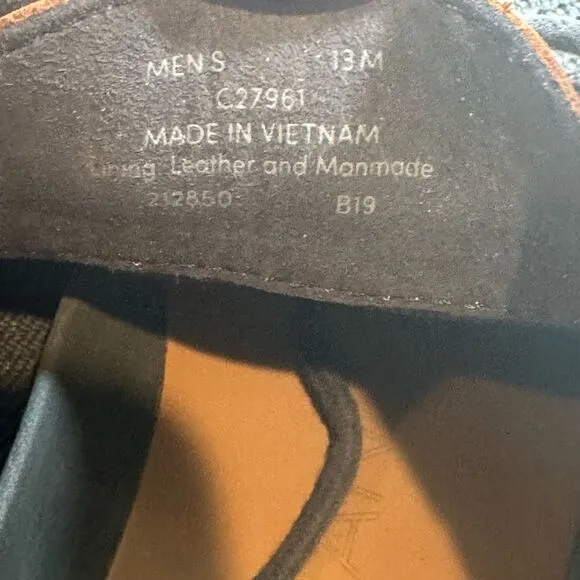 MENS 13M
C27961
MADE IN VIETNAM
Lining Leather and Manmade
212850 B19